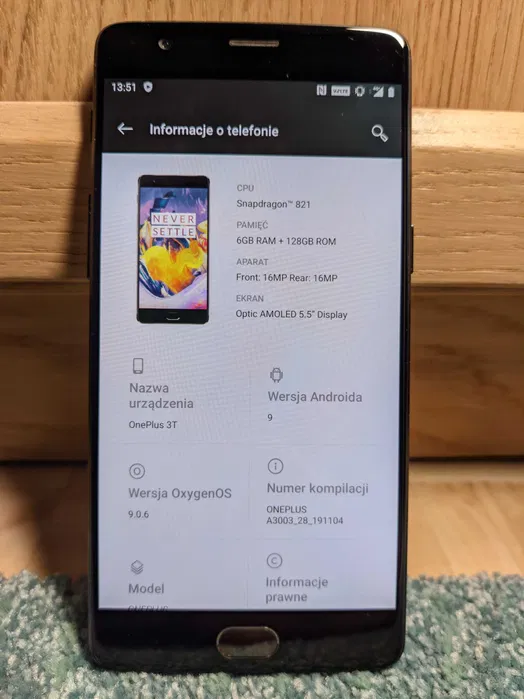 13:51
Informacje o telefonie
NEVER
SETTLE
CPU
Snapdragon™ 821
PAMIĘĆ
6GB RAM + 128GB ROM
APARAT
Front: 16MP Rear: 16MP
EKRAN
Optic AMOLED 5.5" Display
Nazwa
urządzenia
OnePlus 3T
Wersja Androida
9
Wersja OxygenOS
9.0.6
Numer kompilacji
ONEPLUS
A3003_28_191104
Model
ONEPLUS
Informacje
prawne